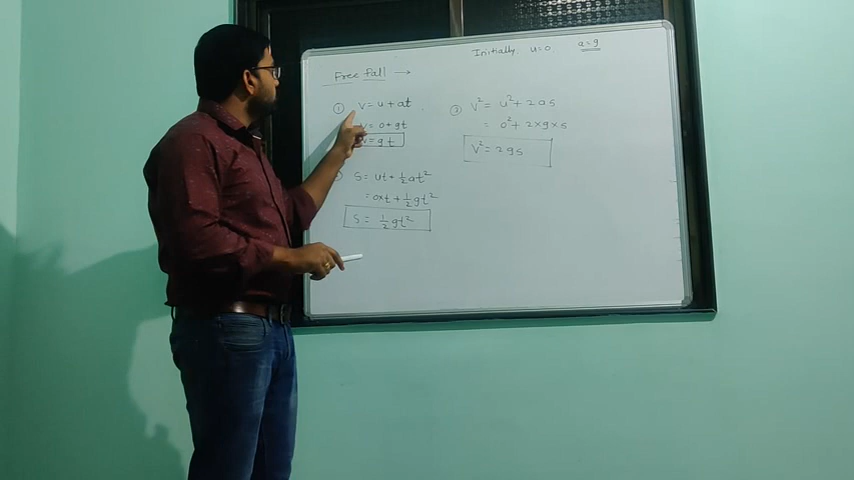 Initially u=0 a=g
Free fall →
① v = u + at
v = 0 + gt
v = gt
s = ut + ½at²
= 0xt + ½gt²
s = ½gt²
③ v² = u² + 2as
= 0² + 2×g×s
v² = 2gs